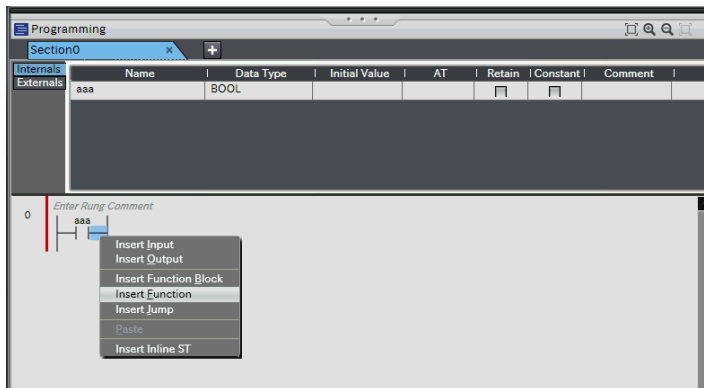 Programming
Section0 ×
Internals
Externals
Name Data Type Initial Value AT Retain Constant Comment
aaa BOOL
Enter Rung Comment
0
aaa
Insert Input
Insert Output
Insert Function Block
Insert Function
Insert Jump
Paste
Insert Inline ST